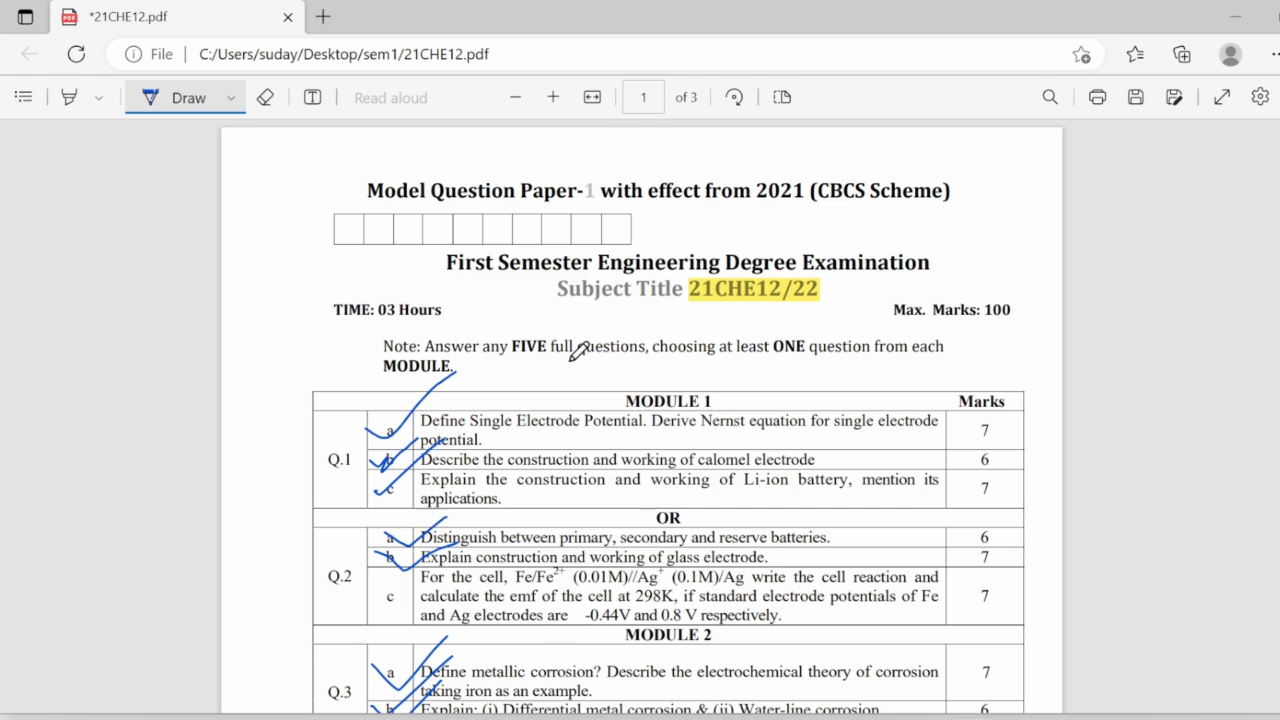 *21CHE12.pdf
File C:/Users/suday/Desktop/sem1/21CHE12.pdf
Draw Read aloud 1 of 3
Model Question Paper-1 with effect from 2021 (CBCS Scheme)
First Semester Engineering Degree Examination
Subject Title 21CHE12/22
TIME: 03 Hours Max. Marks: 100
Note: Answer any FIVE full questions, choosing at least ONE question from each
MODULE.
MODULE 1 Marks
Q.1 a Define Single Electrode Potential. Derive Nernst equation for single electrode
potential. 7
b Describe the construction and working of calomel electrode 6
c Explain the construction and working of Li-ion battery, mention its
applications. 7
OR
Q.2 a Distinguish between primary, secondary and reserve batteries. 6
b Explain construction and working of glass electrode. 7
c For the cell, Fe/Fe²⁺ (0.01M)//Ag⁺ (0.1M)/Ag write the cell reaction and
calculate the emf of the cell at 298K, if standard electrode potentials of Fe
and Ag electrodes are -0.44V and 0.8 V respectively. 7
MODULE 2
Q.3 a Define metallic corrosion? Describe the electrochemical theory of corrosion
taking iron as an example. 7
b Explain: (i) Differential metal corrosion & (ii) Water-line corrosion 6